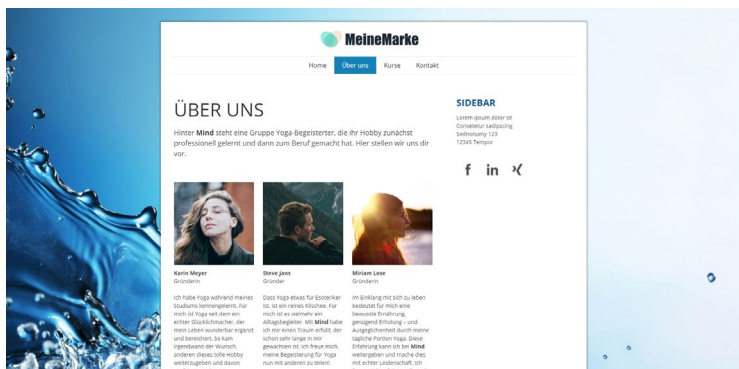 MeineMarke
Home Über uns Kurse Kontakt
ÜBER UNS
Hinter Mind steht eine Gruppe Yoga-Begeisterter, die ihr Hobby zunächst
professionell gelernt und dann zum Beruf gemacht hat. Hier stellen wir uns dir
vor.
Karin Meyer
Gründerin
Ich habe Yoga während meines
Studiums kennengelernt. Für
mich ist Yoga seit dem ein
echter Glücklichmacher, der
mein Leben wunderbar ergänzt
und bereichert. So kam
irgendwann der Wunsch,
anderen dieses tolle Hobby
weiterzugeben und davon
Steve Jans
Gründer
Dass Yoga etwas für Esoteriker
ist, ist ein reines Klischee. Für
mich ist es vielmehr ein
Alltagsbegleiter. Mit Mind habe
ich mir einen Traum erfüllt, der
schon sehr lange in mir
gewachsen ist. Ich freue mich,
meine Begeisterung für Yoga
nun mit anderen zu teilen!
Miriam Lose
Gründerin
Im Einklang mit sich zu leben
bedeutet für mich eine
bewusste Ernährung,
genügend Erholung – und
Ausgeglichenheit durch meine
tägliche Portion Yoga. Diese
Erfahrung kann ich bei Mind
weitergeben und mache dies
mit echter Leidenschaft. Ich
SIDEBAR
Lorem ipsum dolor sit
Consetetur sadipscing
Sednonumy 123
12345 Tempor